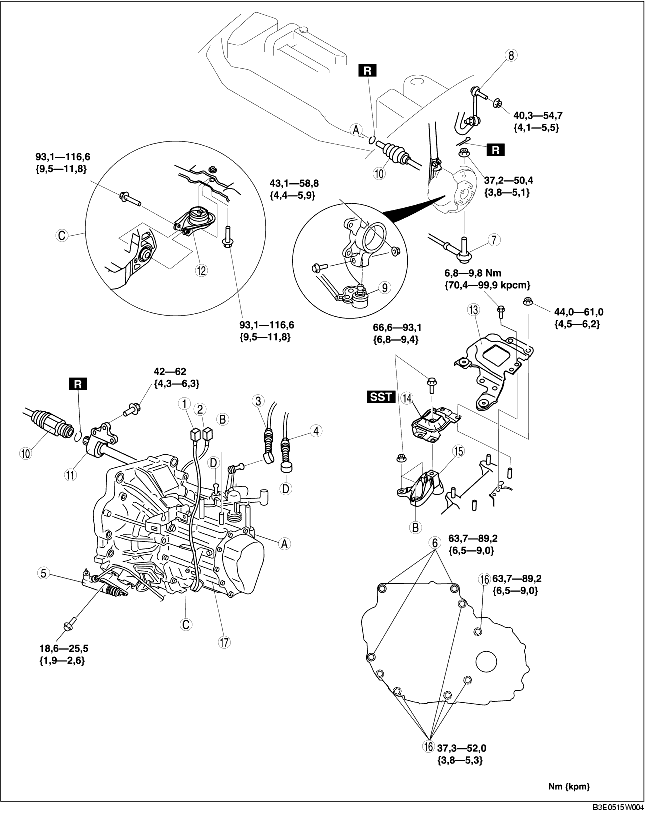 8
R
A
40,3—54,7
{4,1—5,5}
R
93,1—116,6
{9,5—11,8}
10
43,1—58,8
{4,4—5,9}
37,2—50,4
{3,8—5,1}
C
12
7
9
6,8—9,8 Nm
{70,4—99,9 kpcm}
13
44,0—61,0
{4,5—6,2}
93,1—116,6
{9,5—11,8}
66,6—93,1
{6,8—9,4}
42—62
{4,3—6,3}
R
SST
14
1
2
B
3
4
10
11
D
D
15
B
A
5
6
63,7—89,2
{6,5—9,0}
16
63,7—89,2
{6,5—9,0}
C
17
18,6—25,5
{1,9—2,6}
16
37,3—52,0
{3,8—5,3}
Nm {kpm}
B3E0515W004